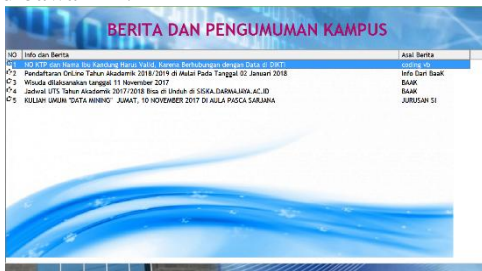 BERITA DAN PENGUMUMAN KAMPUS
NO Info dan Berita Asal Berita
1 NO KTP dan Nama Ibu Kandung Harus Valid, Karena Berhubungan dengan Data di DIKTI coding vb
2 Pendaftaran OnLine Tahun Akademik 2018/2019 di Mulai Pada Tanggal 02 Januari 2018 Info Dari BaaK
3 Wisuda dilaksanakan tanggal 11 November 2017 BAAK
4 Jadwal UTS Tahun Akademik 2017/2018 Bisa di Unduh di SISKA.DARMAJAYA.AC.ID BAAK
5 KULIAH UMUM "DATA MINING" JUMAT, 10 NOVEMBER 2017 DI AULA PASCA SARJANA JURUSAN SI